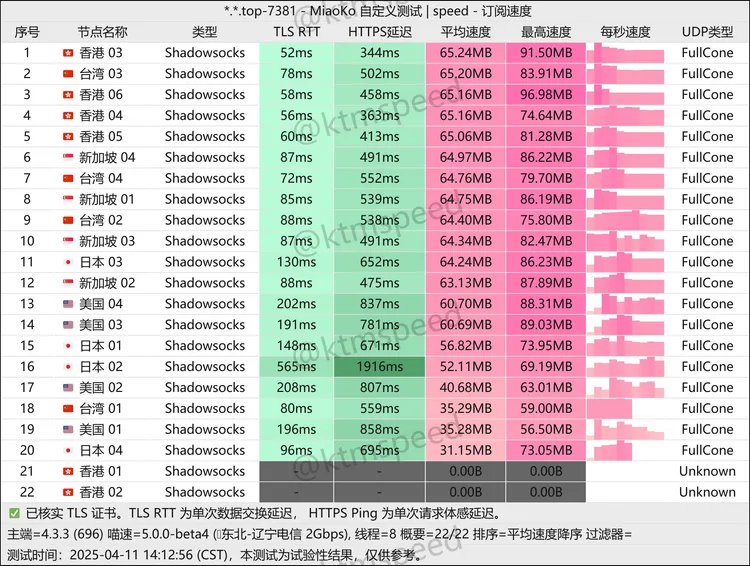 *.*.top-7381 - MiaoKo 自定义测试 | speed - 订阅速度
序号 节点名称 类型 TLS RTT HTTPS延迟 平均速度 最高速度 每秒速度 UDP类型
1 香港 03 Shadowsocks 52ms 344ms 65.24MB 91.50MB FullCone
2 台湾 03 Shadowsocks 78ms 502ms 65.20MB 83.91MB FullCone
3 香港 06 Shadowsocks 58ms 458ms 65.16MB 96.98MB FullCone
4 香港 04 Shadowsocks 56ms 363ms 65.16MB 74.64MB FullCone
5 香港 05 Shadowsocks 60ms 413ms 65.06MB 81.28MB FullCone
6 新加坡 04 Shadowsocks 87ms 491ms 64.97MB 86.22MB FullCone
7 台湾 04 Shadowsocks 72ms 552ms 64.76MB 79.70MB FullCone
8 新加坡 01 Shadowsocks 85ms 539ms 64.75MB 86.19MB FullCone
9 台湾 02 Shadowsocks 88ms 538ms 64.40MB 75.80MB FullCone
10 新加坡 03 Shadowsocks 87ms 491ms 64.34MB 82.47MB FullCone
11 日本 03 Shadowsocks 130ms 652ms 64.24MB 86.23MB FullCone
12 新加坡 02 Shadowsocks 88ms 475ms 63.13MB 87.89MB FullCone
13 美国 04 Shadowsocks 202ms 837ms 60.70MB 88.31MB FullCone
14 美国 03 Shadowsocks 191ms 781ms 60.69MB 89.03MB FullCone
15 日本 01 Shadowsocks 148ms 671ms 56.82MB 73.95MB FullCone
16 日本 02 Shadowsocks 565ms 1916ms 52.11MB 69.19MB FullCone
17 美国 02 Shadowsocks 208ms 807ms 40.68MB 63.01MB FullCone
18 台湾 01 Shadowsocks 80ms 559ms 35.29MB 59.00MB FullCone
19 美国 01 Shadowsocks 196ms 858ms 35.28MB 56.50MB FullCone
20 日本 04 Shadowsocks 96ms 695ms 31.15MB 73.05MB FullCone
21 香港 01 Shadowsocks - - 0.00B 0.00B Unknown
22 香港 02 Shadowsocks - - 0.00B 0.00B Unknown
@ktmspeed
@ktmspeed
@ktmspeed
@ktmspeed
✅ 已核实 TLS 证书。TLS RTT 为单次数据交换延迟， HTTPS Ping 为单次请求体感延迟。
主端=4.3.3 (696) 喵速=5.0.0-beta4 (▯东北-辽宁电信 2Gbps), 线程=8 概要=22/22 排序=平均速度降序 过滤器=
测试时间：2025-04-11 14:12:56 (CST)，本测试为试验性结果，仅供参考。